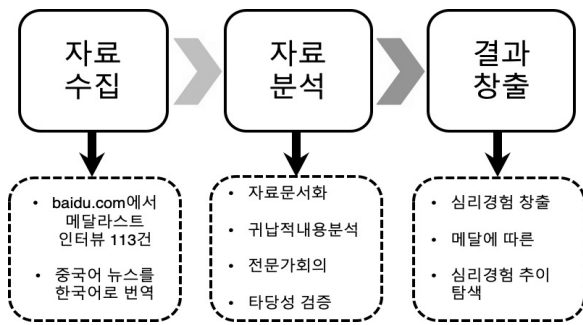 자료
수집
자료
분석
결과
창출
• baidu.com에서
메달라스트
인터뷰 113건
• 중국어 뉴스를
한국어로 번역
• 자료문서화
• 귀납적내용분석
• 전문가회의
• 타당성 검증
• 심리경험 창출
• 메달에 따른
• 심리경험 추이
탐색